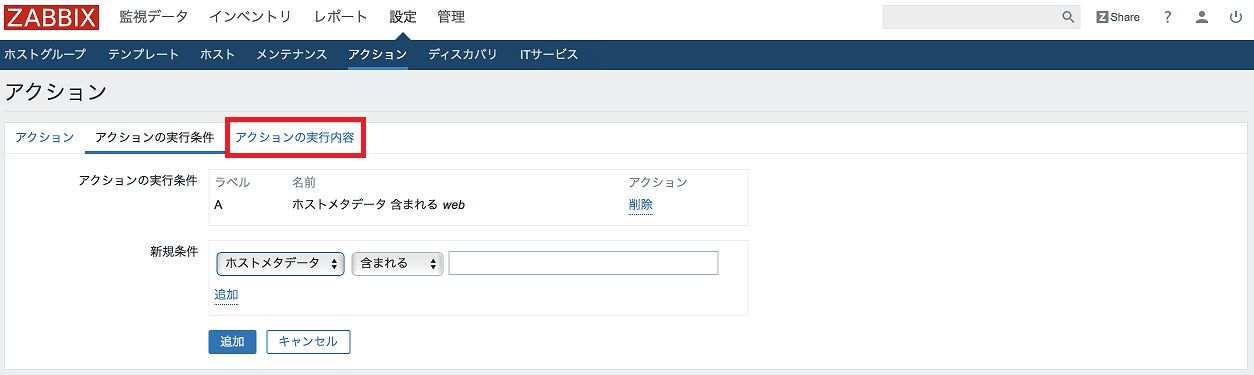 ZABBIX 監視データ インベントリ レポート 設定 管理 Z Share ?
ホストグループ テンプレート ホスト メンテナンス アクション ディスカバリ ITサービス
アクション
アクション アクションの実行条件 アクションの実行内容
アクションの実行条件 ラベル 名前 アクション
A ホストメタデータ 含まれる web 削除
新規条件
ホストメタデータ 含まれる
追加
追加 キャンセル